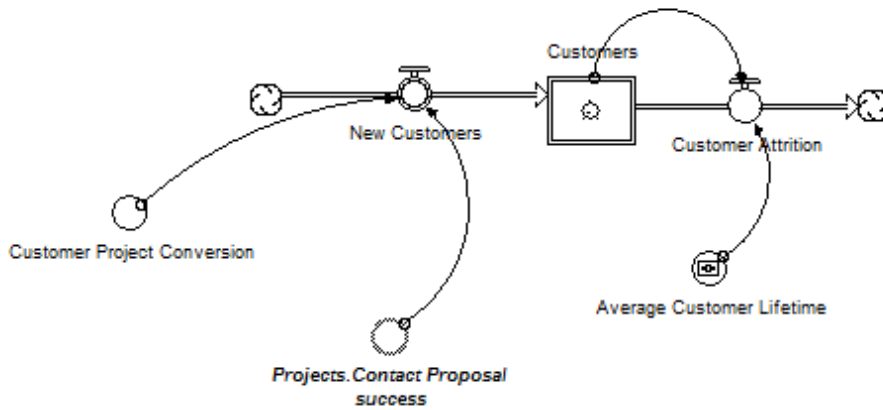 Customers
New Customers
Customer Attrition
Customer Project Conversion
Average Customer Lifetime
Projects.Contact Proposal
success